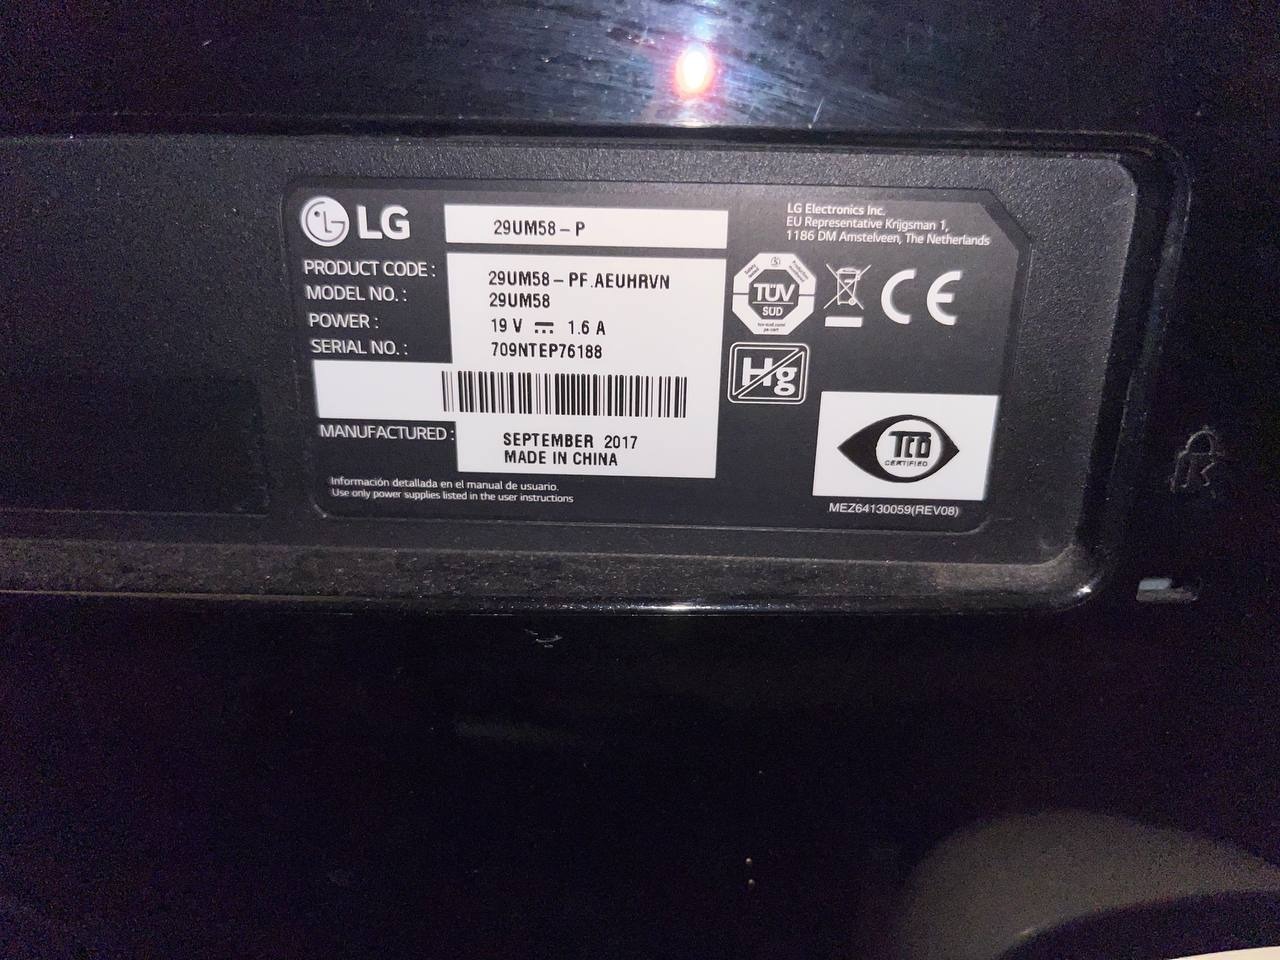 LG
29UM58-P
PRODUCT CODE : 29UM58-PF.AEUHRVN
MODEL NO. : 29UM58
POWER : 19 V ⎓ 1.6 A
SERIAL NO. : 709NTEP76188
MANUFACTURED : SEPTEMBER 2017
MADE IN CHINA
Información detallada en el manual de usuario.
Use only power supplies listed in the user instructions
LG Electronics Inc.
EU Representative Krijgsman 1,
1186 DM Amstelveen, The Netherlands
TÜV
SUD
CE
Hg
TCO
CERTIFIED
MEZ64130059(REV08)
K